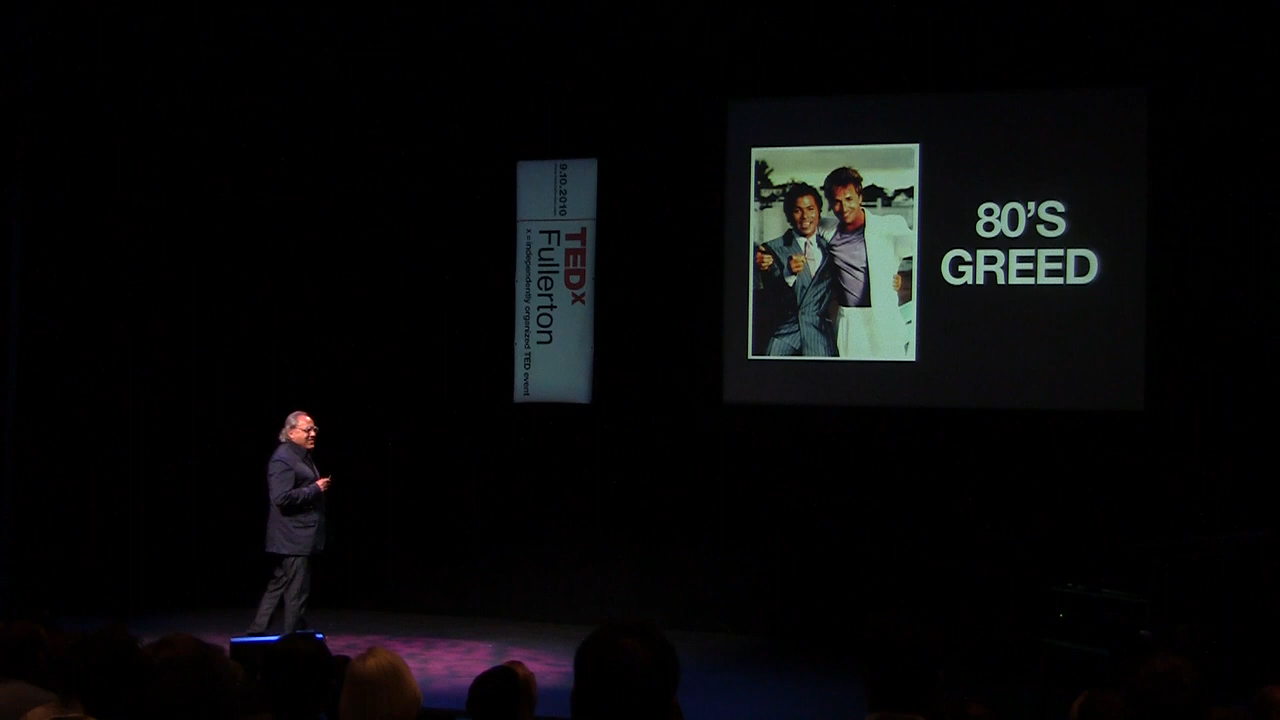 9.10.2010
TEDx
Fullerton
x = independently organized TED event
80'S
GREED